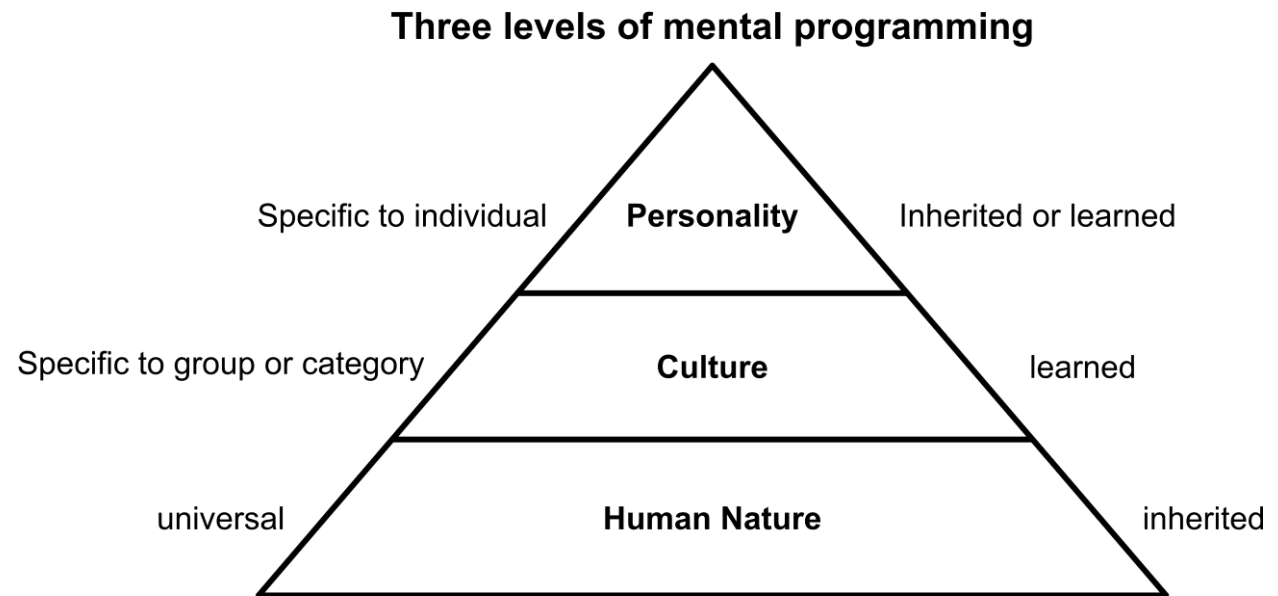 Three levels of mental programming
Specific to individual Personality Inherited or learned
Specific to group or category Culture learned
universal Human Nature inherited